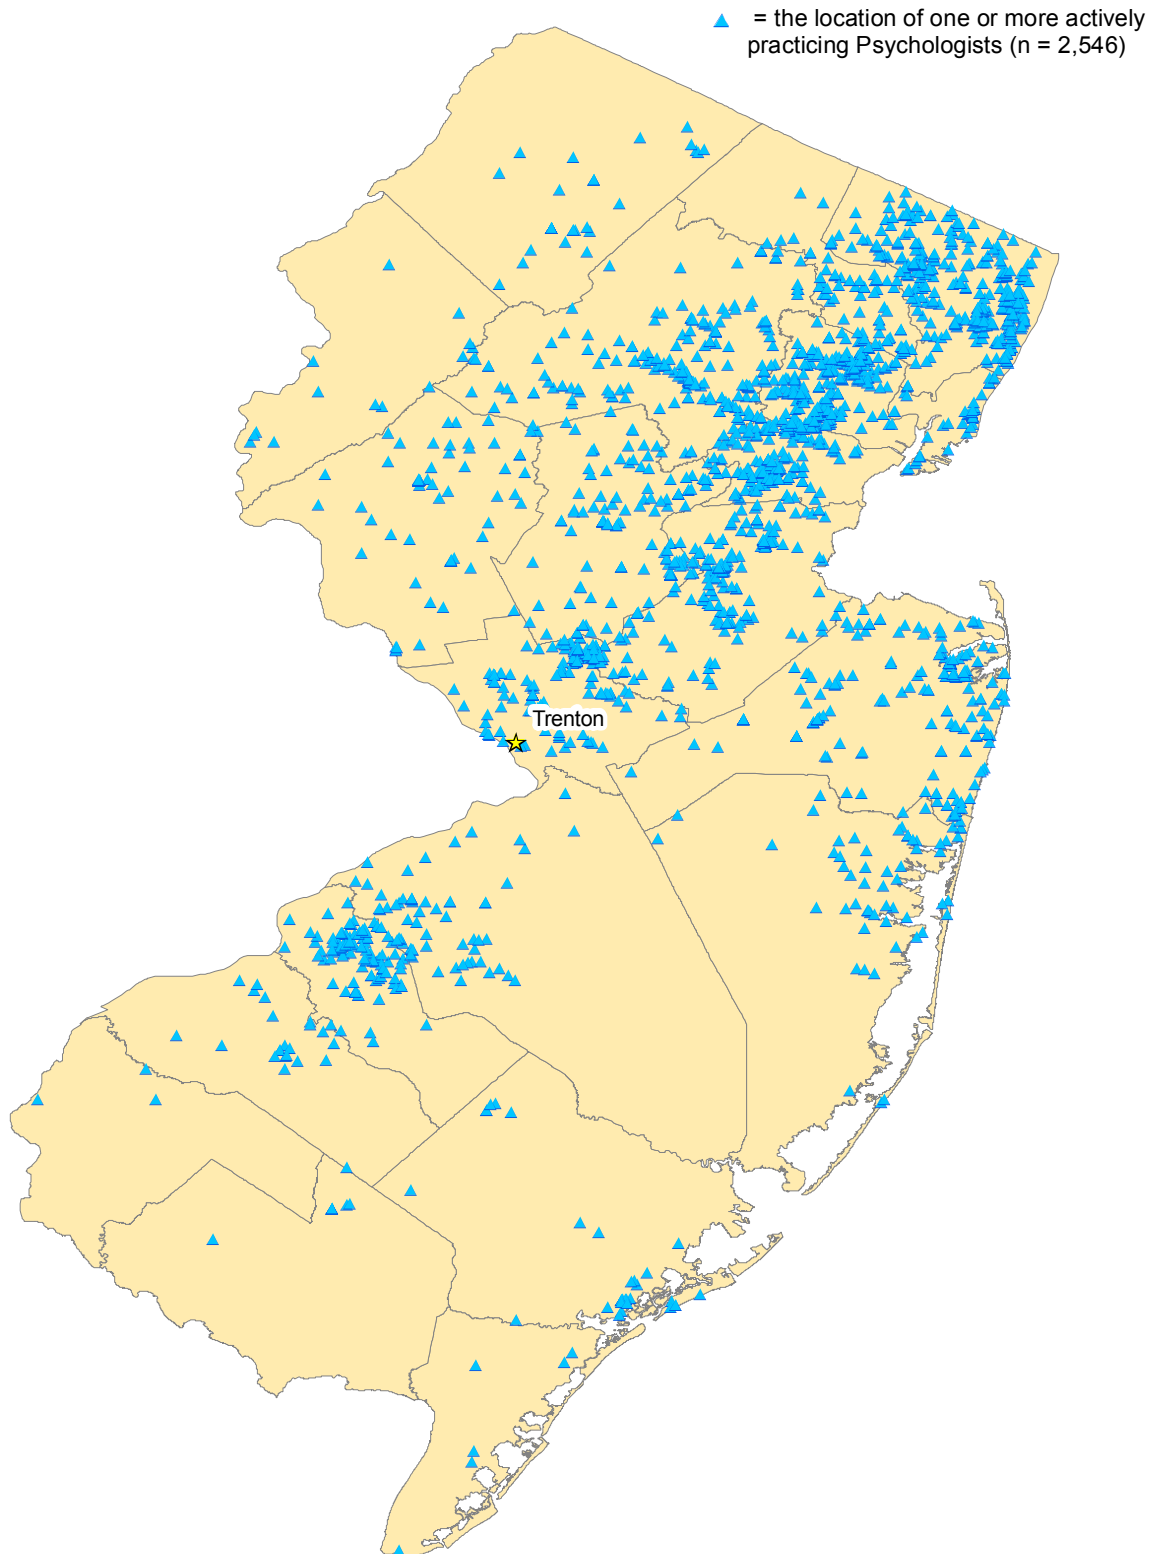 = the location of one or more actively
practicing Psychologists (n = 2,546)
Trenton